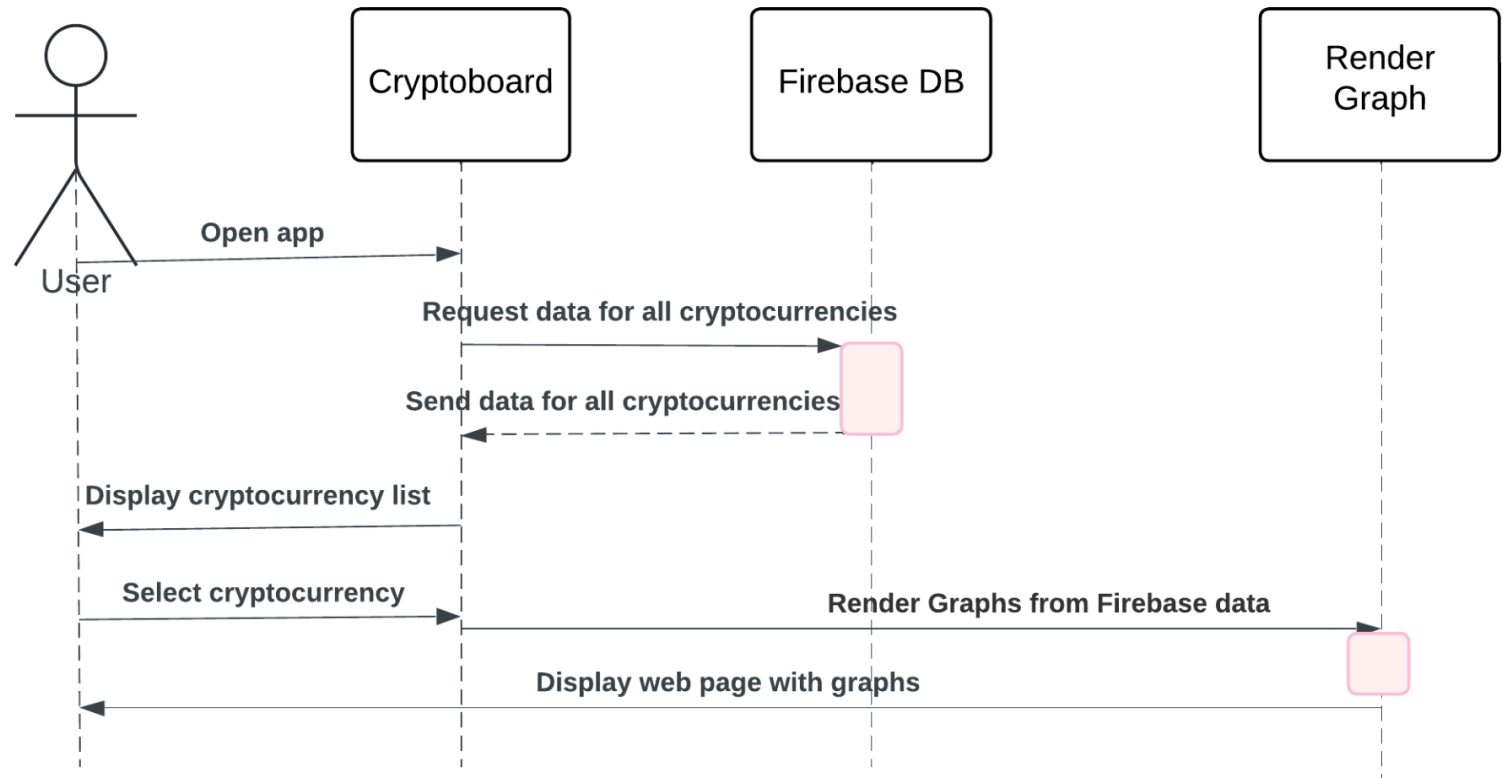 Cryptoboard
Firebase DB
Render
Graph
Open app
User
Request data for all cryptocurrencies
Send data for all cryptocurrencies
Display cryptocurrency list
Select cryptocurrency
Render Graphs from Firebase data
Display web page with graphs